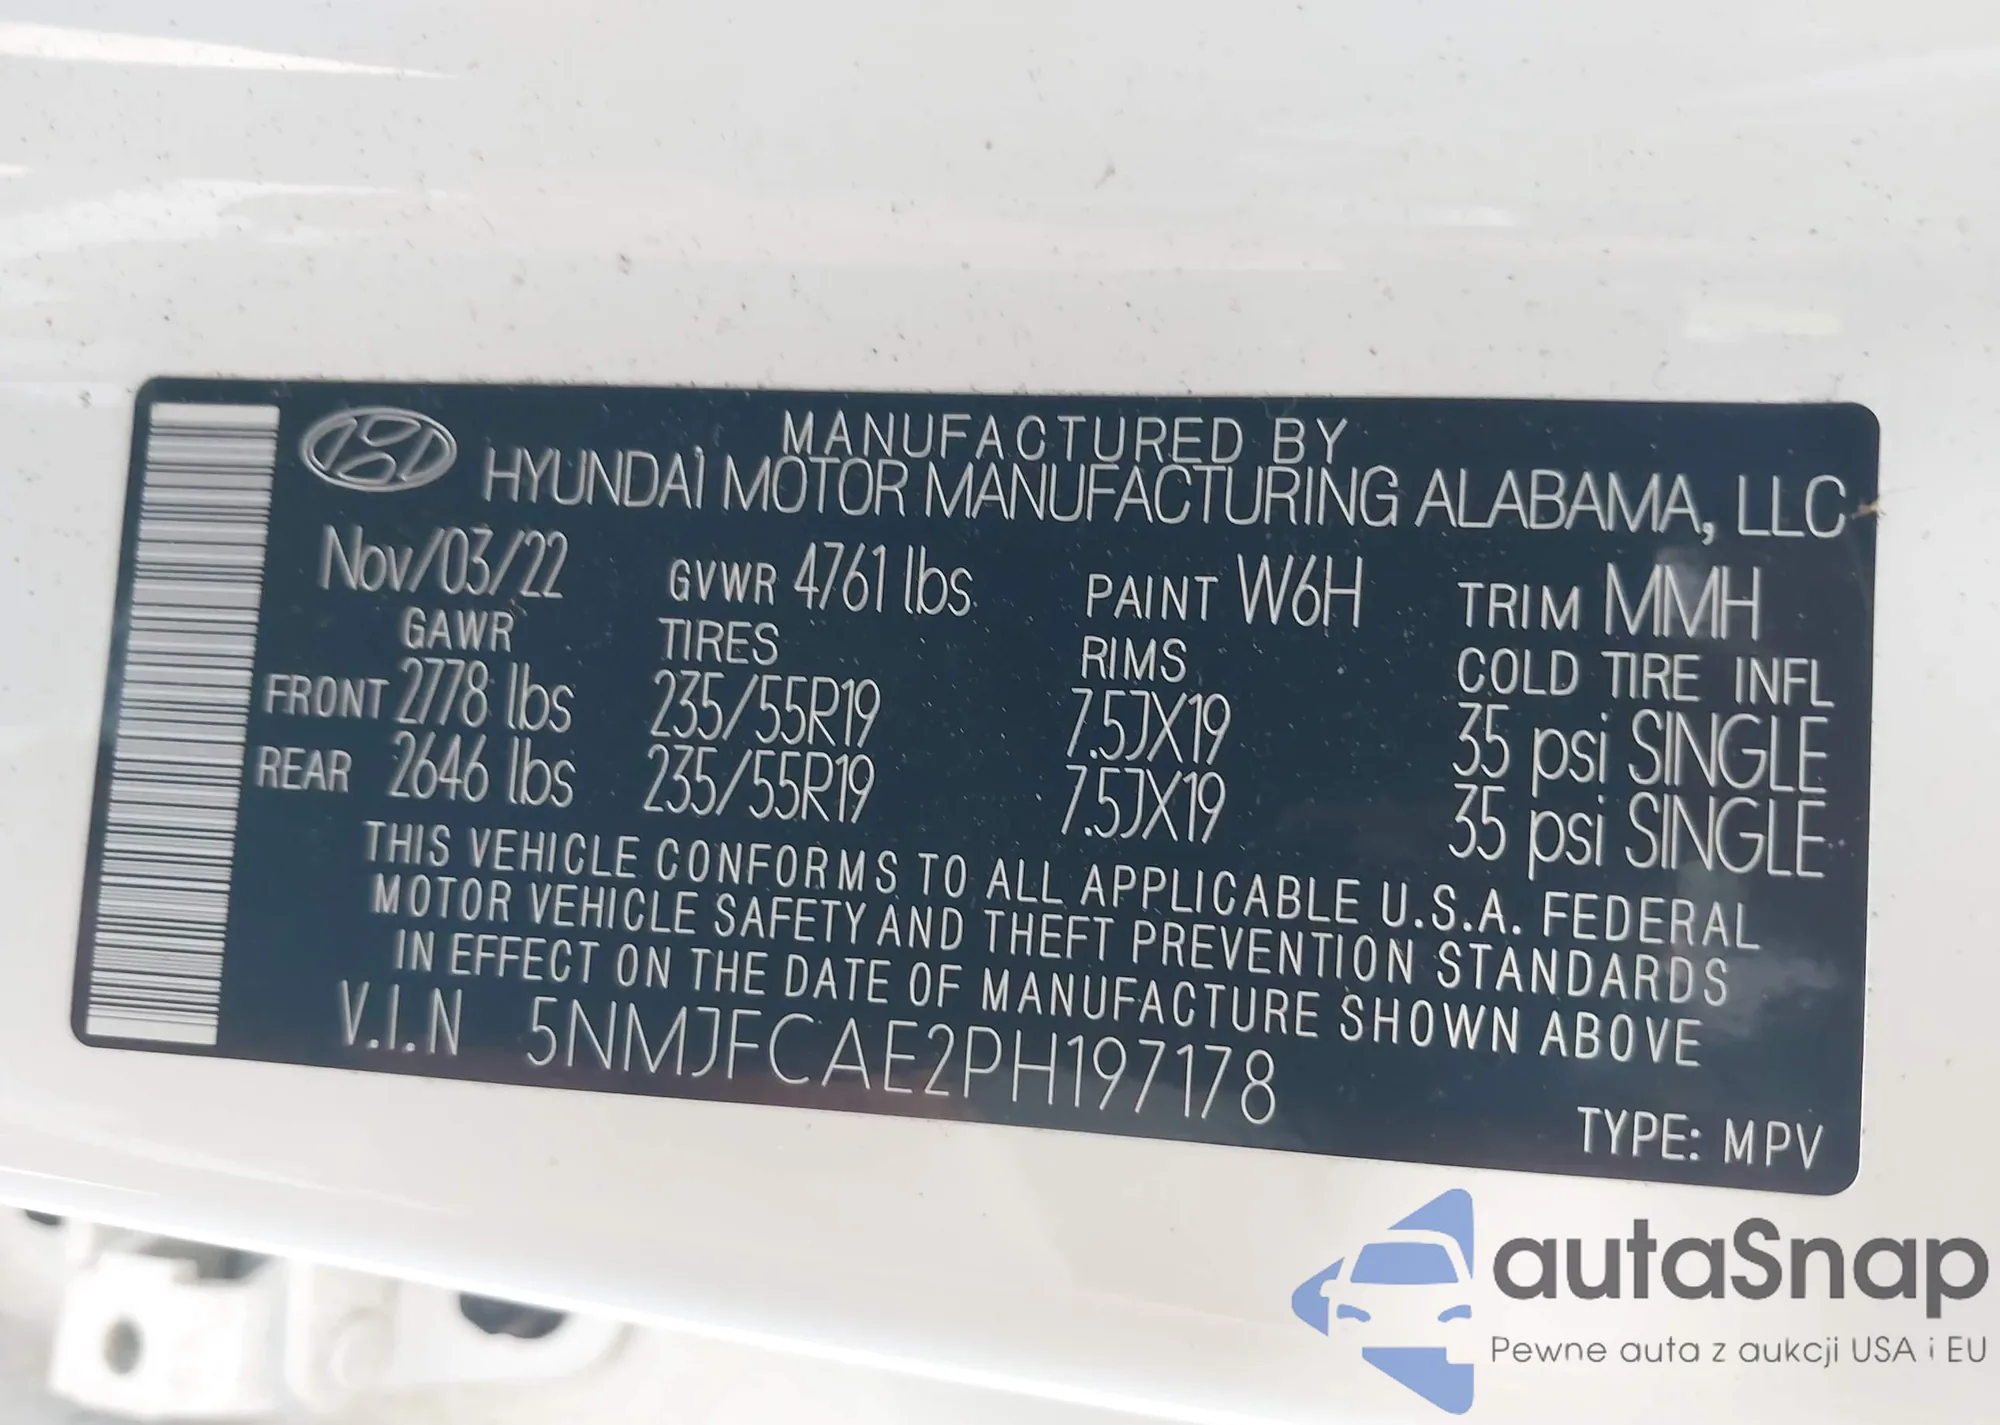 MANUFACTURED BY
HYUNDAI MOTOR MANUFACTURING ALABAMA, LLC
Nov/03/22 GVWR 4761 lbs PAINT W6H TRIM MMH
GAWR TIRES RIMS COLD TIRE INFL
FRONT 2778 lbs 235/55R19 7.5JX19 35 psi SINGLE
REAR 2646 lbs 235/55R19 7.5JX19 35 psi SINGLE
THIS VEHICLE CONFORMS TO ALL APPLICABLE U.S.A. FEDERAL
MOTOR VEHICLE SAFETY AND THEFT PREVENTION STANDARDS
IN EFFECT ON THE DATE OF MANUFACTURE SHOWN ABOVE
V.I.N 5NMJFCAE2PH197178
TYPE: MPV
autaSnap
Pewne auta z aukcji USA i EU